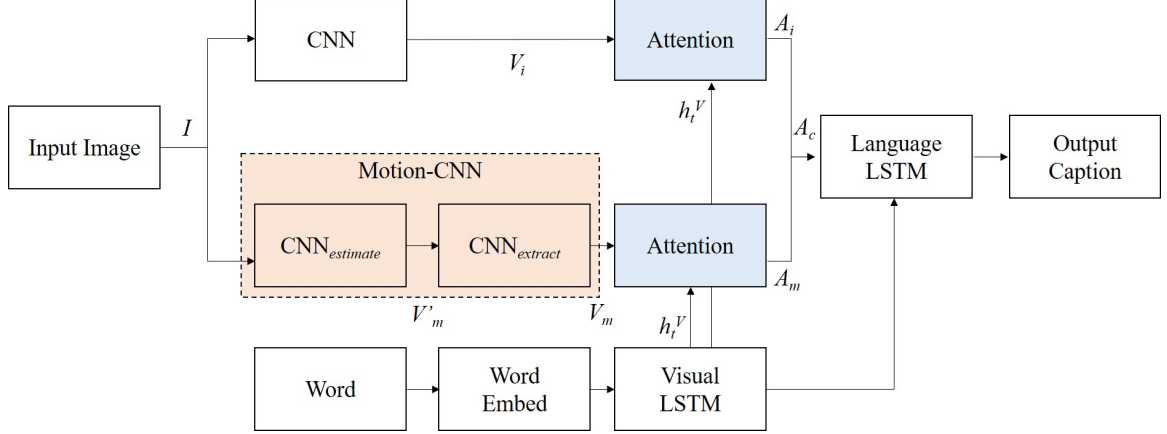 CNN
Attention
A_i
V_i
h_t^V
I
A_c
Input Image
Language
LSTM
Output
Caption
Motion-CNN
CNN_estimate
CNN_extract
Attention
A_m
V'_m
V_m
h_t^V
Word
Word
Embed
Visual
LSTM